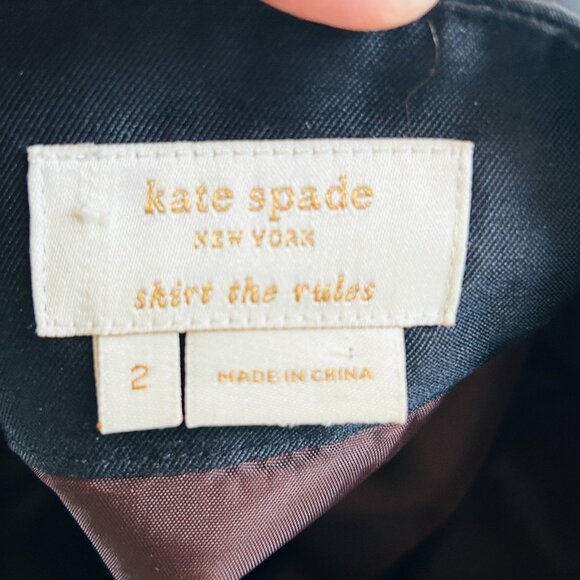 kate spade
NEW YORK
skirt the rules
2
MADE IN CHINA